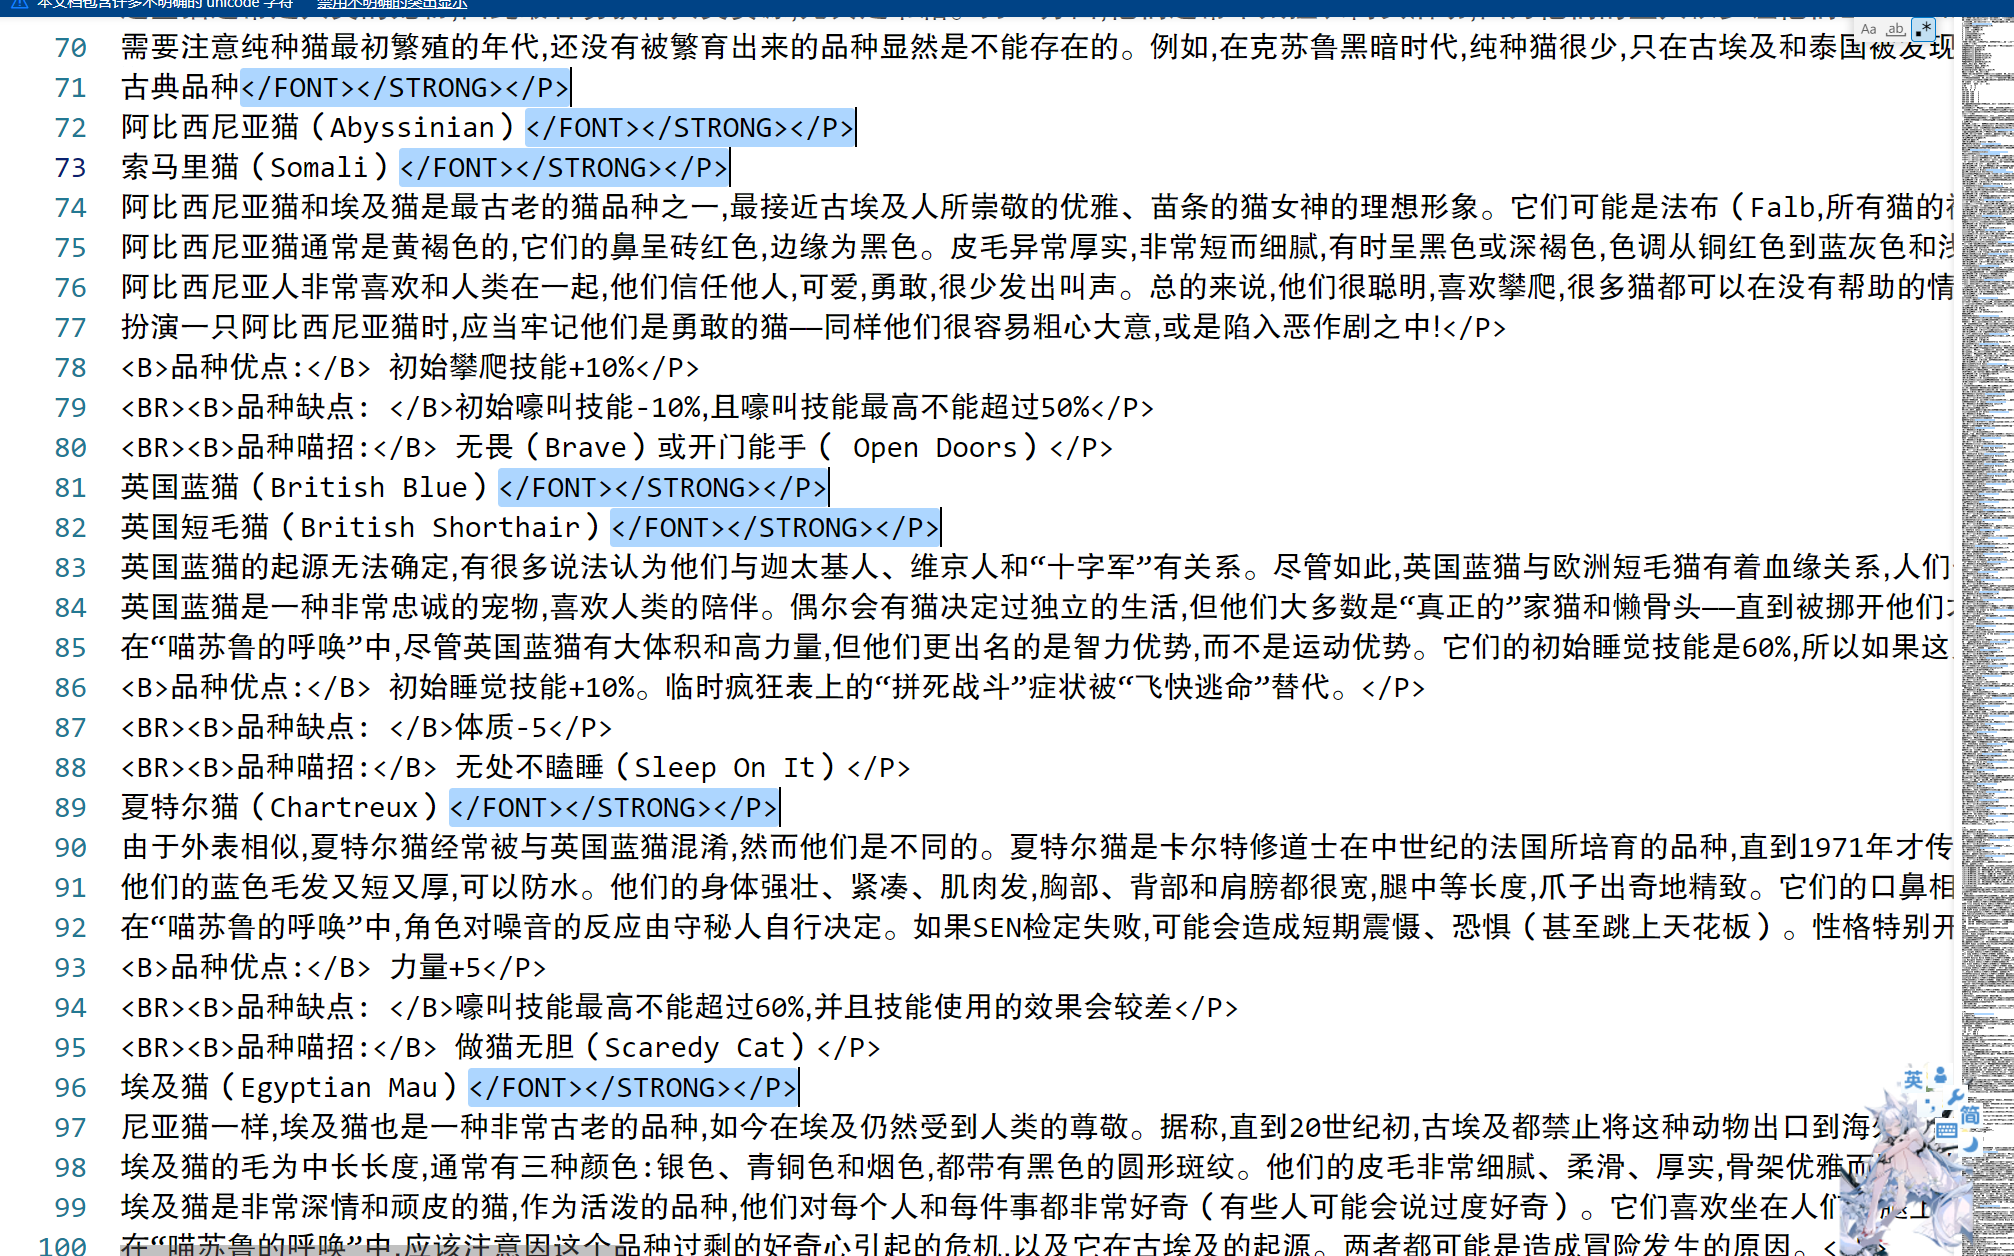 本文档包含许多不明确的 unicode 字符 禁用不明确的突出显示
Aa ab .*
70 需要注意纯种猫最初繁殖的年代,还没有被繁育出来的品种显然是不能存在的。例如,在克苏鲁黑暗时代,纯种猫很少,只在古埃及和泰国被发现
71 古典品种</FONT></STRONG></P>
72 阿比西尼亚猫（Abyssinian）</FONT></STRONG></P>
73 索马里猫（Somali）</FONT></STRONG></P>
74 阿比西尼亚猫和埃及猫是最古老的猫品种之一,最接近古埃及人所崇敬的优雅、苗条的猫女神的理想形象。它们可能是法布（Falb,所有猫的
75 阿比西尼亚猫通常是黄褐色的,它们的鼻呈砖红色,边缘为黑色。皮毛异常厚实,非常短而细腻,有时呈黑色或深褐色,色调从铜红色到蓝灰色和浅
76 阿比西尼亚人非常喜欢和人类在一起,他们信任他人,可爱,勇敢,很少发出叫声。总的来说,他们很聪明,喜欢攀爬,很多猫都可以在没有帮助的情
77 扮演一只阿比西尼亚猫时,应当牢记他们是勇敢的猫——同样他们很容易粗心大意,或是陷入恶作剧之中!</P>
78 <B>品种优点:</B> 初始攀爬技能+10%</P>
79 <BR><B>品种缺点: </B>初始嚎叫技能-10%,且嚎叫技能最高不能超过50%</P>
80 <BR><B>品种喵招:</B> 无畏（Brave）或开门能手（ Open Doors）</P>
81 英国蓝猫（British Blue）</FONT></STRONG></P>
82 英国短毛猫（British Shorthair）</FONT></STRONG></P>
83 英国蓝猫的起源无法确定,有很多说法认为他们与迦太基人、维京人和“十字军”有关系。尽管如此,英国蓝猫与欧洲短毛猫有着血缘关系,人们
84 英国蓝猫是一种非常忠诚的宠物,喜欢人类的陪伴。偶尔会有猫决定过独立的生活,但他们大多数是“真正的”家猫和懒骨头——直到被挪开他们
85 在“喵苏鲁的呼唤”中,尽管英国蓝猫有大体积和高力量,但他们更出名的是智力优势,而不是运动优势。它们的初始睡觉技能是60%,所以如果这
86 <B>品种优点:</B> 初始睡觉技能+10%。临时疯狂表上的“拼死战斗”症状被“飞快逃命”替代。</P>
87 <BR><B>品种缺点: </B>体质-5</P>
88 <BR><B>品种喵招:</B> 无处不瞌睡（Sleep On It）</P>
89 夏特尔猫（Chartreux）</FONT></STRONG></P>
90 由于外表相似,夏特尔猫经常被与英国蓝猫混淆,然而他们是不同的。夏特尔猫是卡尔特修道士在中世纪的法国所培育的品种,直到1971年才传
91 他们的蓝色毛发又短又厚,可以防水。他们的身体强壮、紧凑、肌肉发,胸部、背部和肩膀都很宽,腿中等长度,爪子出奇地精致。它们的口鼻相
92 在“喵苏鲁的呼唤”中,角色对噪音的反应由守秘人自行决定。如果SEN检定失败,可能会造成短期震慑、恐惧（甚至跳上天花板）。性格特别开
93 <B>品种优点:</B> 力量+5</P>
94 <BR><B>品种缺点: </B>嚎叫技能最高不能超过60%,并且技能使用的效果会较差</P>
95 <BR><B>品种喵招:</B> 做猫无胆（Scaredy Cat）</P>
96 埃及猫（Egyptian Mau）</FONT></STRONG></P>
97 尼亚猫一样,埃及猫也是一种非常古老的品种,如今在埃及仍然受到人类的尊敬。据称,直到20世纪初,古埃及都禁止将这种动物出口到海
98 埃及猫的毛为中长长度,通常有三种颜色:银色、青铜色和烟色,都带有黑色的圆形斑纹。他们的皮毛非常细腻、柔滑、厚实,骨架优雅而
99 埃及猫是非常深情和顽皮的猫,作为活泼的品种,他们对每个人和每件事都非常好奇（有些人可能会说过度好奇）。它们喜欢坐在人们
100 在“喵苏鲁的呼唤”中,应该注意因这个品种过剩的好奇心引起的危机,以及它在古埃及的起源。两者都可能是造成冒险发生的原因。<
英
简